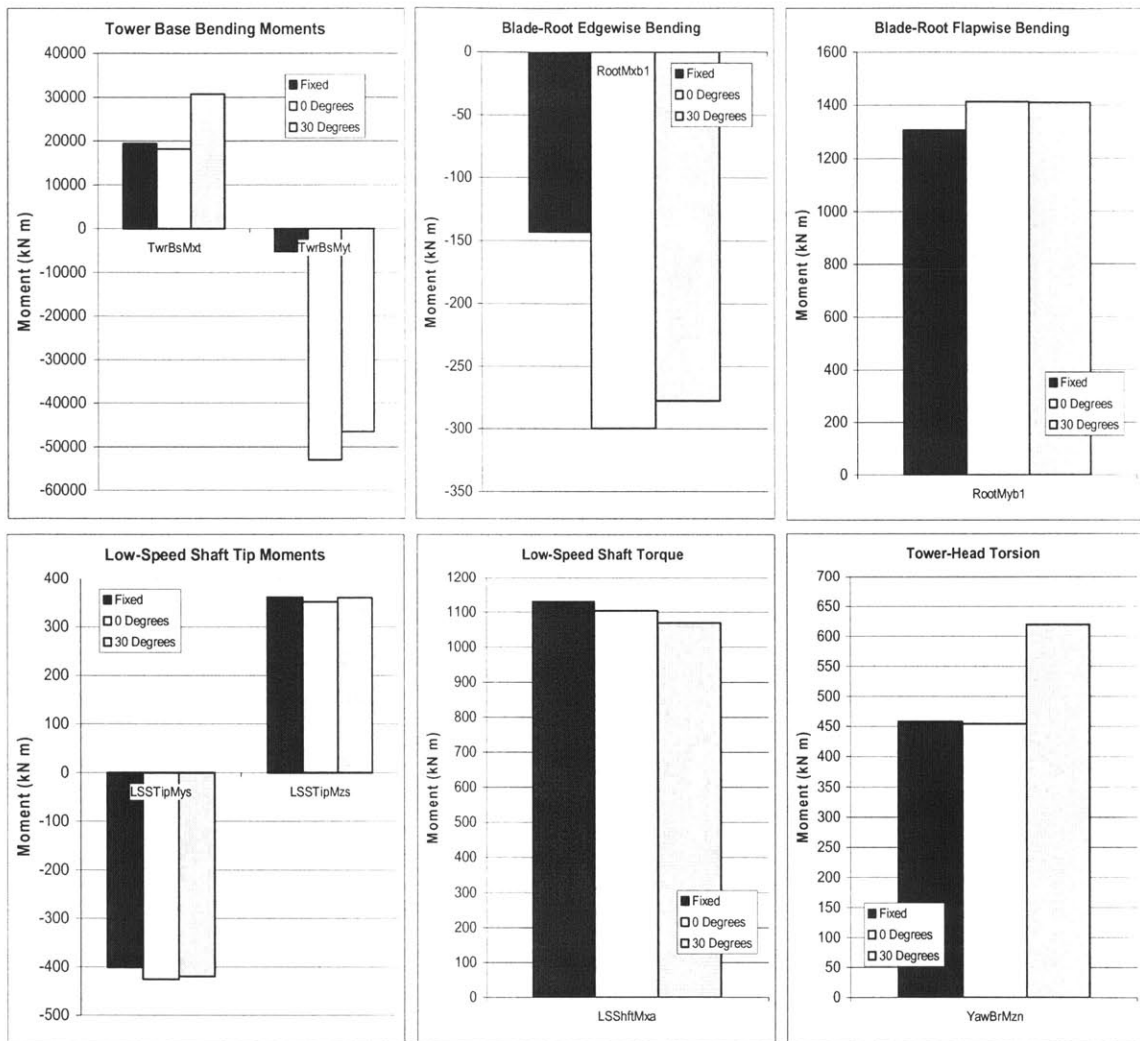 Tower Base Bending Moments
40000
30000
20000
10000
0
-10000
-20000
-30000
-40000
-50000
-60000
Moment (kN m)
Fixed
0 Degrees
30 Degrees
TwrBsMxt
TwrBsMyt
Blade-Root Edgewise Bending
0
-50
-100
-150
-200
-250
-300
-350
Moment (kN m)
RootMxb1
Fixed
0 Degrees
30 Degrees
Blade-Root Flapwise Bending
1600
1400
1200
1000
800
600
400
200
0
Moment (kN m)
Fixed
0 Degrees
30 Degrees
RootMyb1
Low-Speed Shaft Tip Moments
400
300
200
100
0
-100
-200
-300
-400
-500
Moment (kN m)
Fixed
0 Degrees
30 Degrees
LSSTipMys
LSSTipMzs
Low-Speed Shaft Torque
1200
1100
1000
900
800
700
600
500
400
300
200
100
0
Moment (kN m)
Fixed
0 Degrees
30 Degrees
LSShftMxa
Tower-Head Torsion
700
650
600
550
500
450
400
350
300
250
200
150
100
50
0
Moment (kN m)
Fixed
0 Degrees
30 Degrees
YawBrMzn